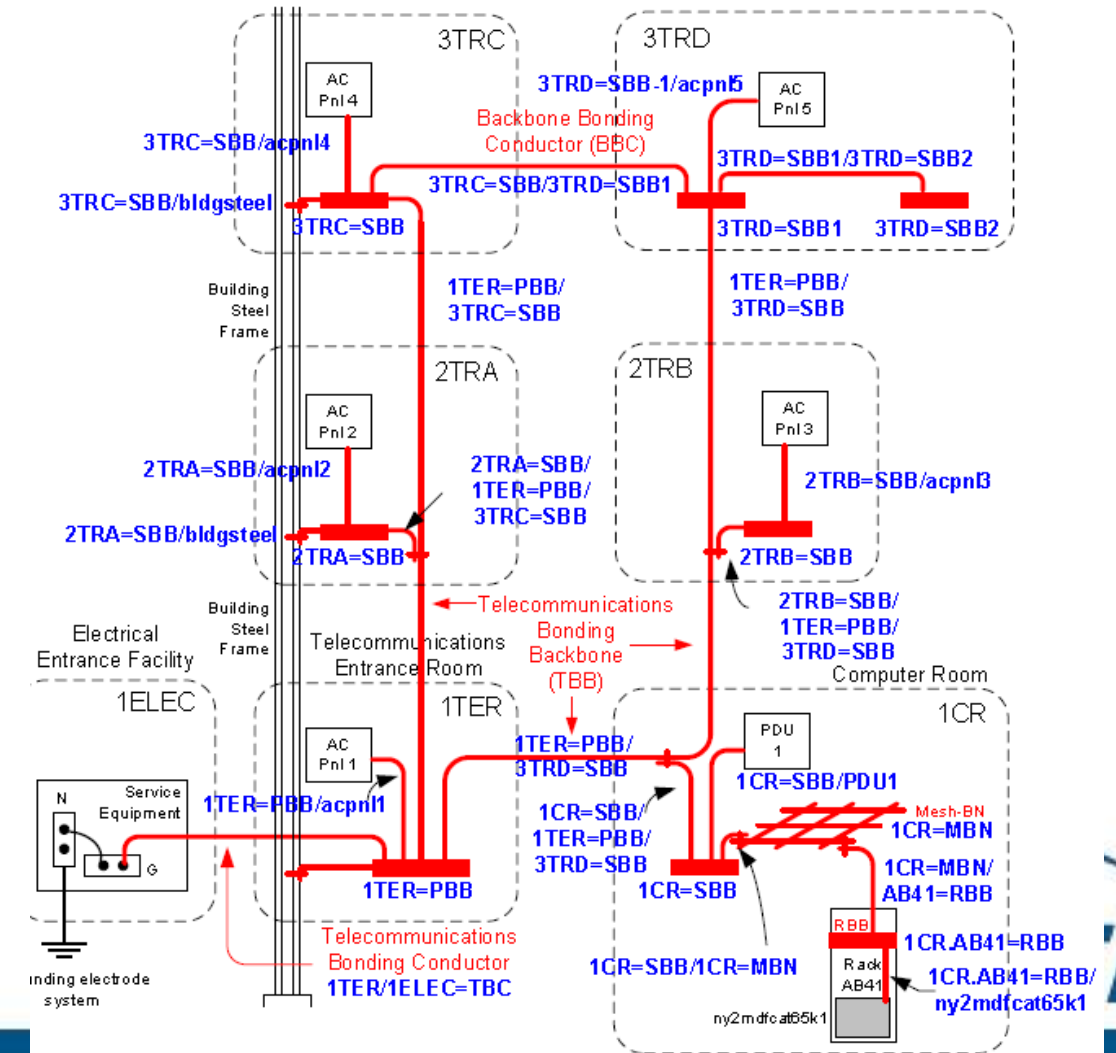 3TRC
3TRD
AC
Pnl 4
3TRD=SBB-1/acpnl5
AC
Pnl 5
Backbone Bonding
Conductor (BBC)
3TRC=SBB/acpnl4
3TRD=SBB1/3TRD=SBB2
3TRC=SBB/3TRD=SBB1
3TRC=SBB/bldgsteel
3TRC=SBB
3TRD=SBB1
3TRD=SBB2
Building
Steel
Frame
1TER=PBB/
3TRC=SBB
1TER=PBB/
3TRD=SBB
2TRA
2TRB
AC
Pnl 2
AC
Pnl 3
2TRA=SBB/acpnl2
2TRA=SBB/
1TER=PBB/
3TRC=SBB
2TRB=SBB/acpnl3
2TRA=SBB/bldgsteel
2TRA=SBB
2TRB=SBB
Building
Steel
Frame
Telecommunications
Bonding
Backbone
(TBB)
2TRB=SBB/
1TER=PBB/
3TRD=SBB
Electrical
Entrance Facility
Telecommunications
Entrance Room
Computer Room
1ELEC
1TER
1CR
AC
Pnl 1
1TER=PBB/
3TRD=SBB
PDU
1
1CR=SBB/PDU1
N
Service
Equipment
G
1TER=PBB/acpnl1
1CR=SBB/
1TER=PBB/
3TRD=SBB
Mesh-BN
1CR=MBN
1CR=MBN/
AB41=RBB
1TER=PBB
1CR=SBB
Telecommunications
Bonding Conductor
1TER/1ELEC=TBC
1CR=SBB/1CR=MBN
RBB
1CR.AB41=RBB
Rack
AB41
1CR.AB41=RBB/
ny2mdfcat65k1
ny2mdfcat65k1
nding electrode
system